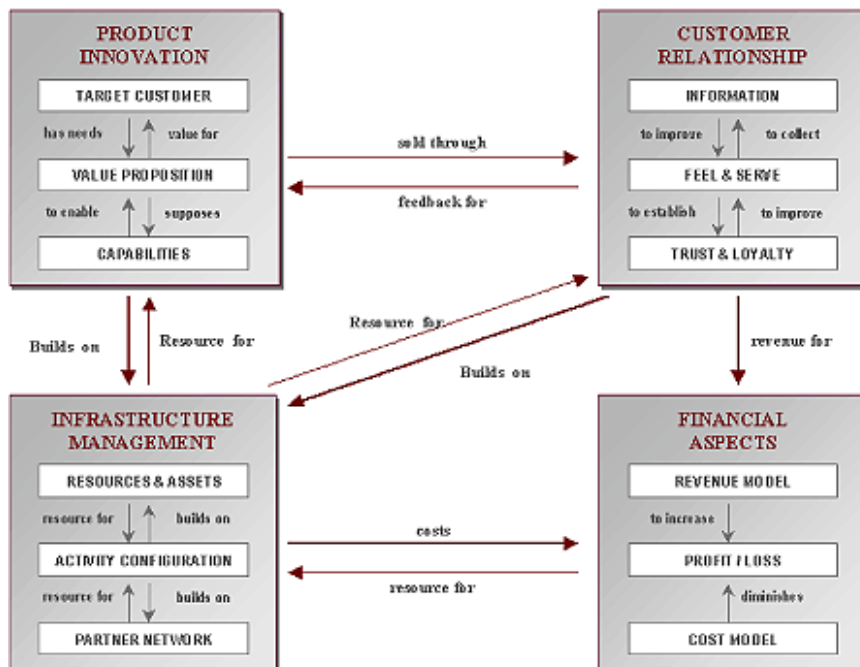 PRODUCT
INNOVATION
TARGET CUSTOMER
has needs
value for
VALUE PROPOSITION
to enable
supposes
CAPABILITIES
sold through
feedback for
CUSTOMER
RELATIONSHIP
INFORMATION
to improve
to collect
FEEL & SERVE
to establish
to improve
TRUST & LOYALTY
Builds on
Resource for
Resource for
Builds on
revenue for
INFRASTRUCTURE
MANAGEMENT
RESOURCES & ASSETS
resource for
builds on
ACTIVITY CONFIGURATION
resource for
builds on
PARTNER NETWORK
costs
resource for
FINANCIAL
ASPECTS
REVENUE MODEL
to increase
PROFIT / LOSS
diminishes
COST MODEL